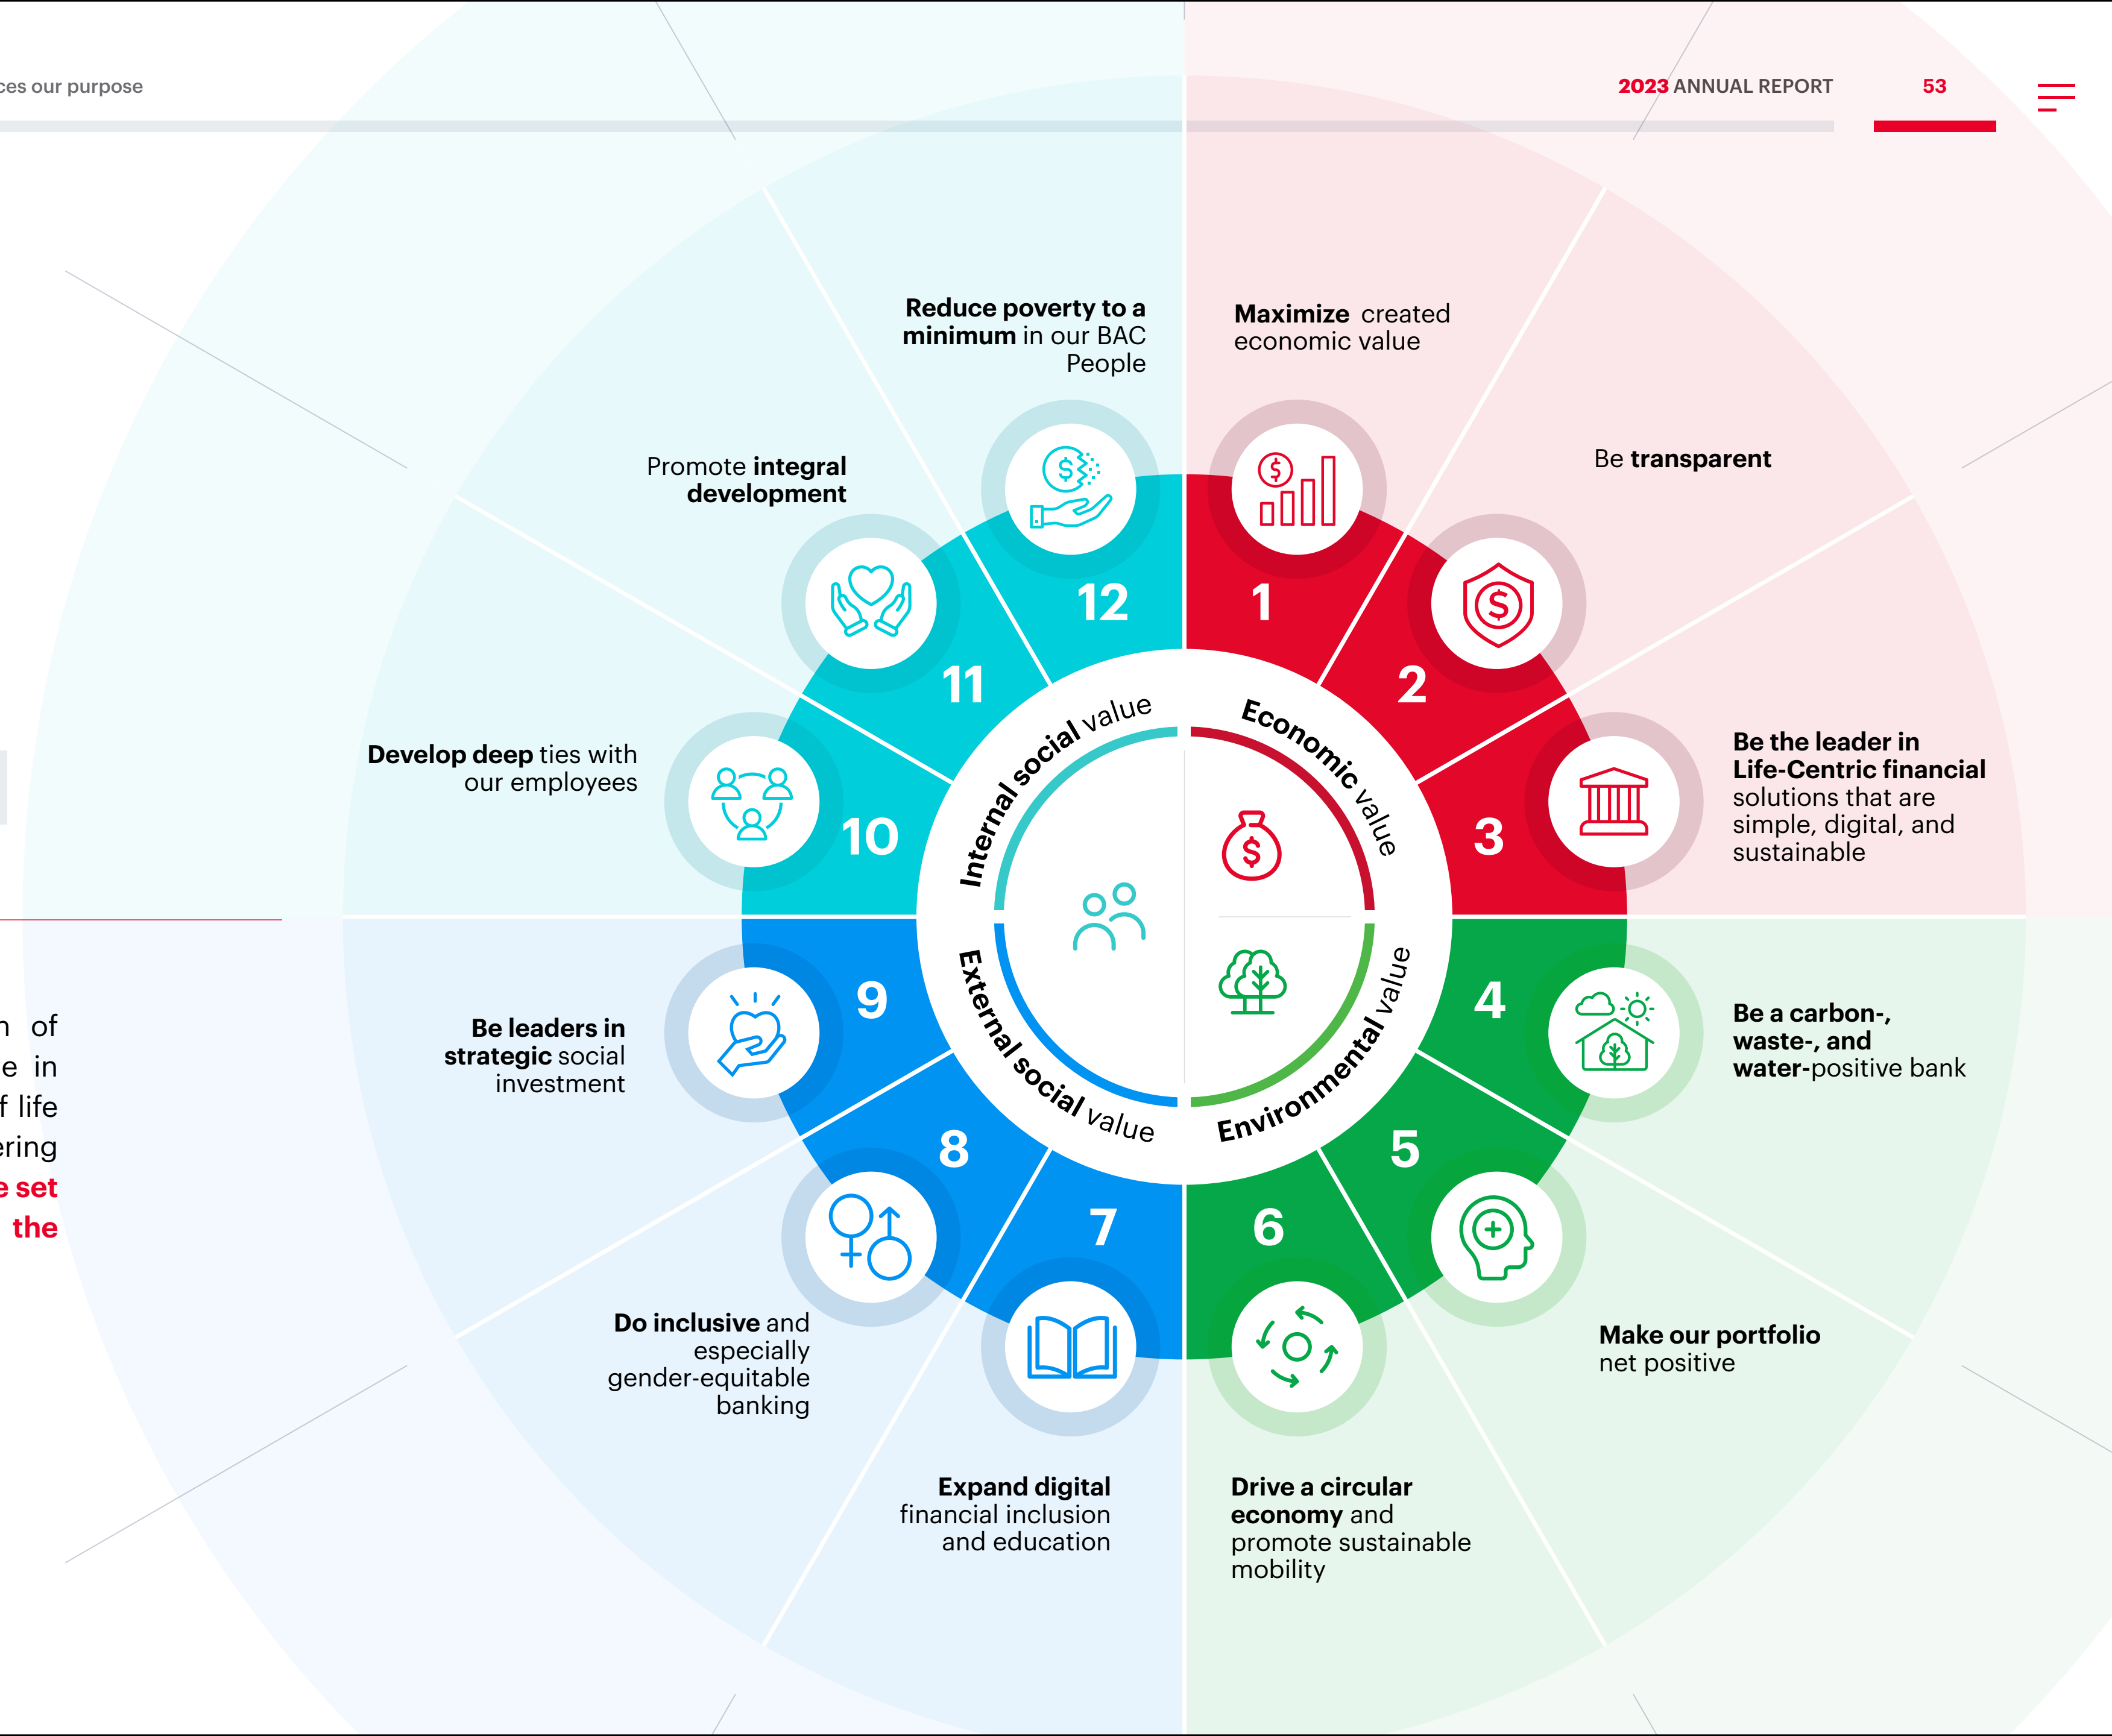 ces our purpose
2023 ANNUAL REPORT
53
Reduce poverty to a
minimum in our BAC
People
Maximize created
economic value
Promote integral
development
Be transparent
Develop deep ties with
our employees
Be the leader in
Life-Centric financial
solutions that are
simple, digital, and
sustainable
12
1
11
2
10
3
Internal social value
Economic value
External social value
Environmental value
9
4
8
5
7
6
of
e in
f life
ering
e set
the
Be leaders in
strategic social
investment
Be a carbon-,
waste-, and
water-positive bank
Do inclusive and
especially
gender-equitable
banking
Make our portfolio
net positive
Expand digital
financial inclusion
and education
Drive a circular
economy and
promote sustainable
mobility